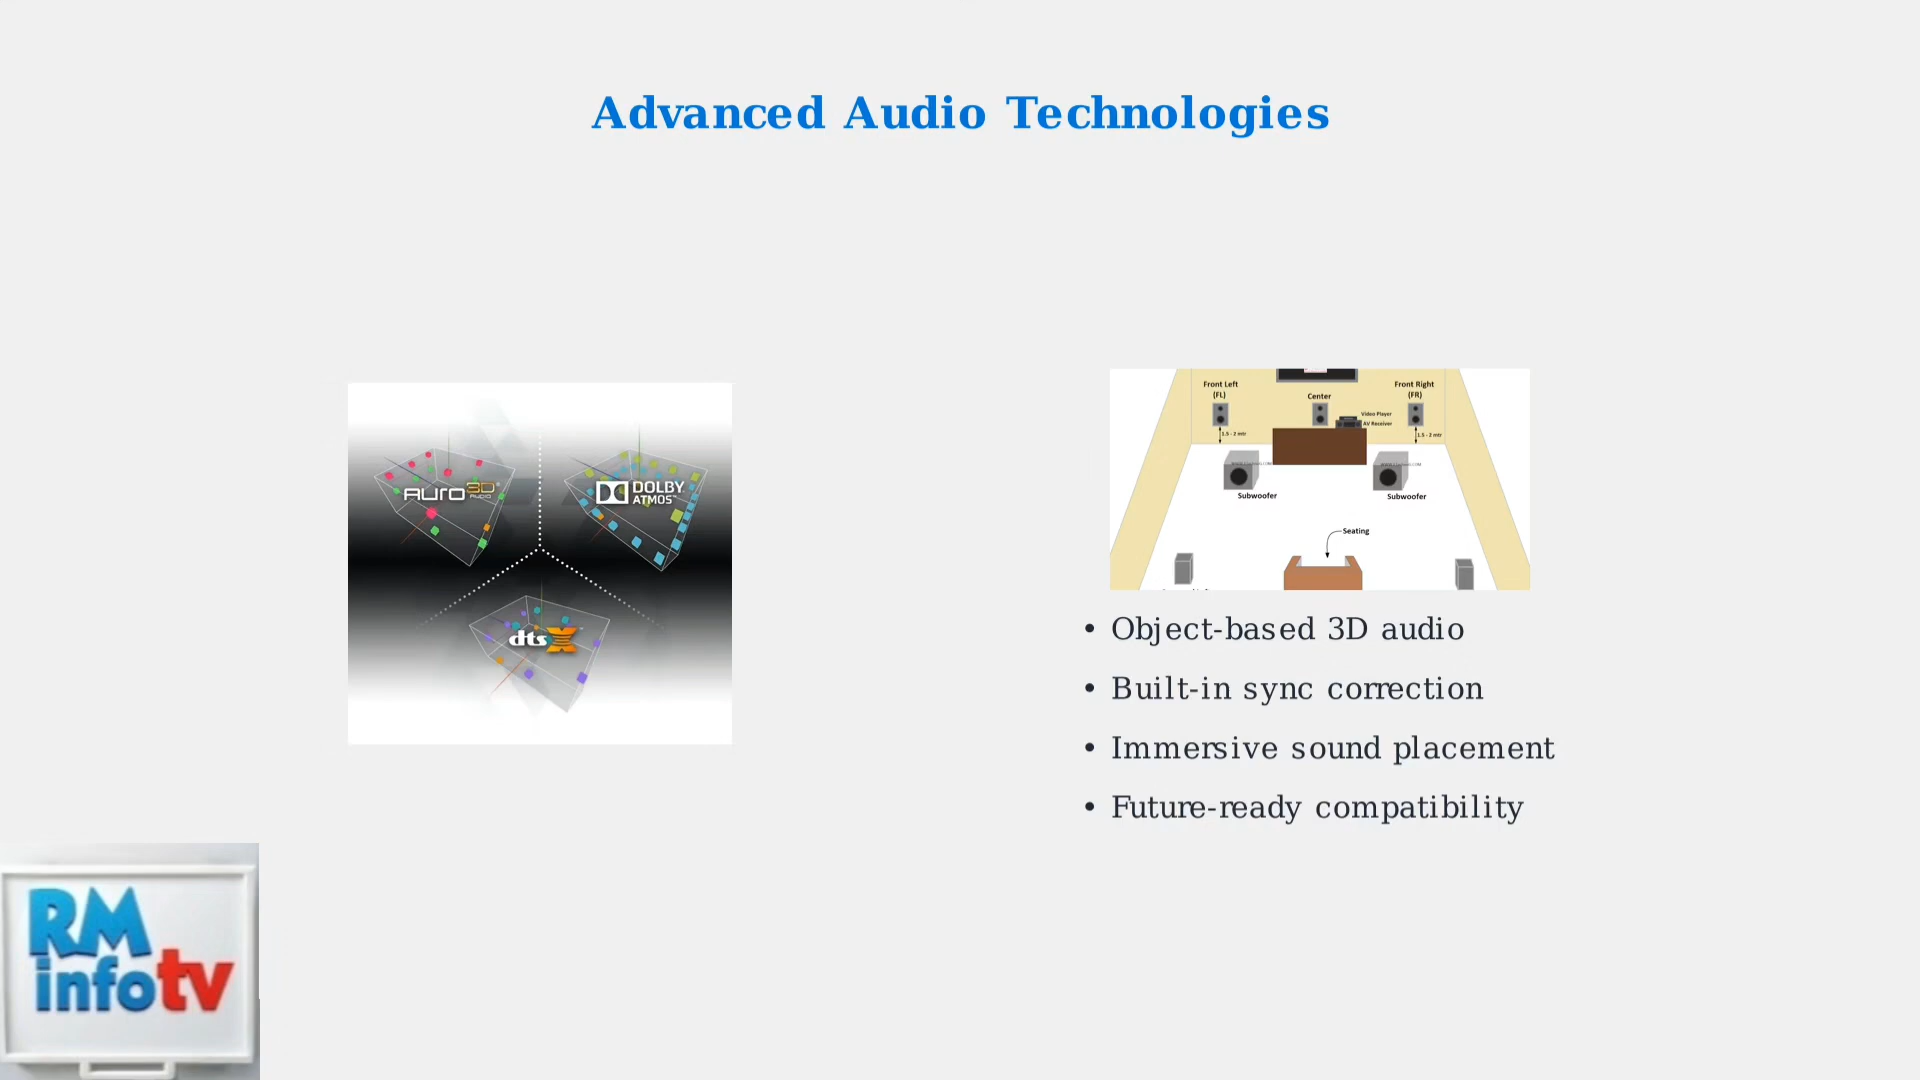 Advanced Audio Technologies
AURO 3D
AUDIO
DOLBY
ATMOS
dts X
Front Left
(FL)
Center
Front Right
(FR)
Video Player
AV Receiver
1.5 - 2 mtr
1.5 - 2 mtr
Subwoofer
Subwoofer
Seating
• Object-based 3D audio
• Built-in sync correction
• Immersive sound placement
• Future-ready compatibility
RM
infotv